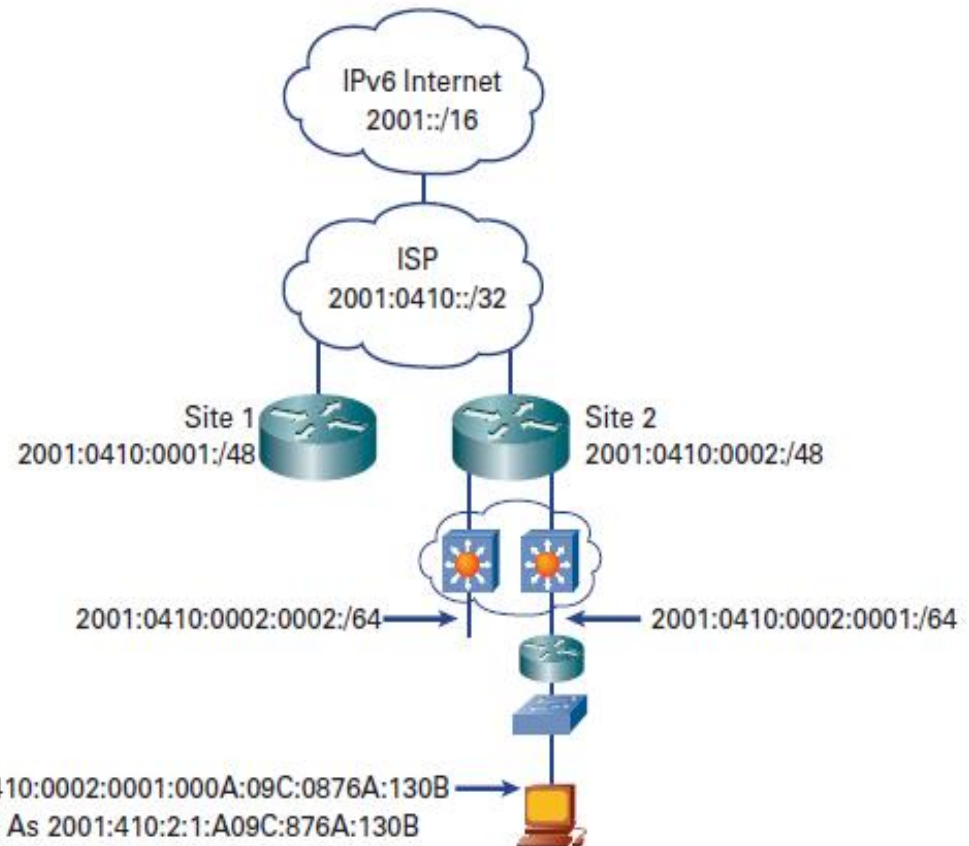 IPv6 Internet
2001::/16
ISP
2001:0410::/32
Site 1
2001:0410:0001:/48
Site 2
2001:0410:0002:/48
2001:0410:0002:0002:/64
2001:0410:0002:0001:/64
10:0002:0001:000A:09C:0876A:130B
As 2001:410:2:1:A09C:876A:130B